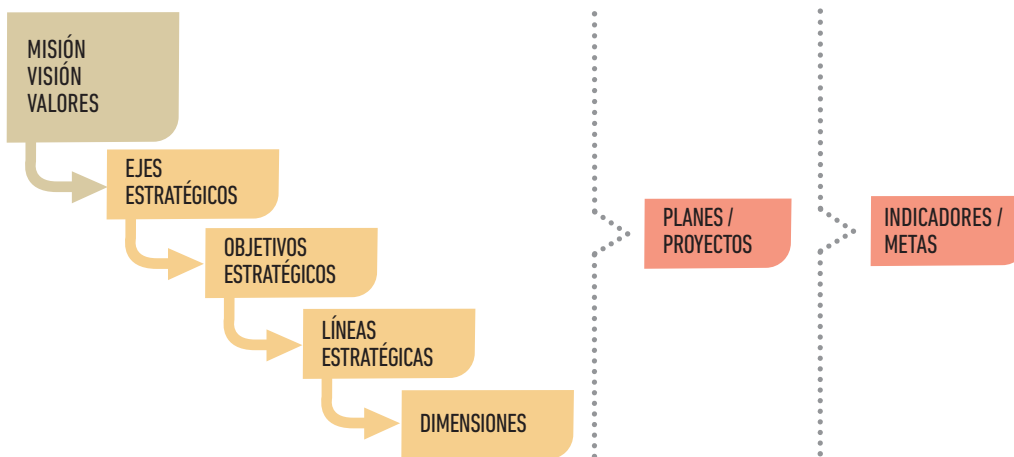 MISIÓN
VISIÓN
VALORES
EJES
ESTRATÉGICOS
OBJETIVOS
ESTRATÉGICOS
LÍNEAS
ESTRATÉGICAS
DIMENSIONES
PLANES /
PROYECTOS
INDICADORES /
METAS